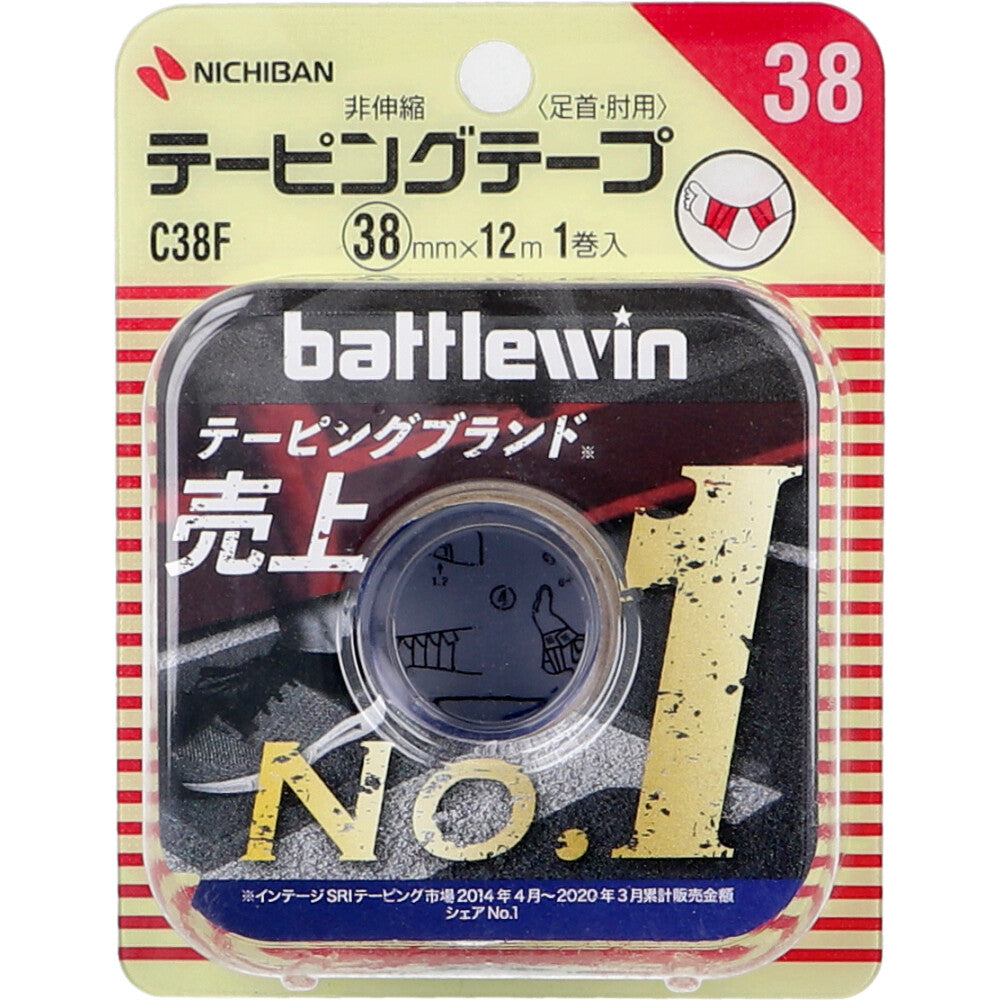 NICHIBAN
38
非伸縮
〈足首・肘用〉
テーピングテープ
C38F
38mm×12m 1巻入
battlewin
テーピングブランド※
売上
No.1
1.2
④
※インテージSRIテーピング市場2014年4月〜2020年3月累計販売金額
シェアNo.1